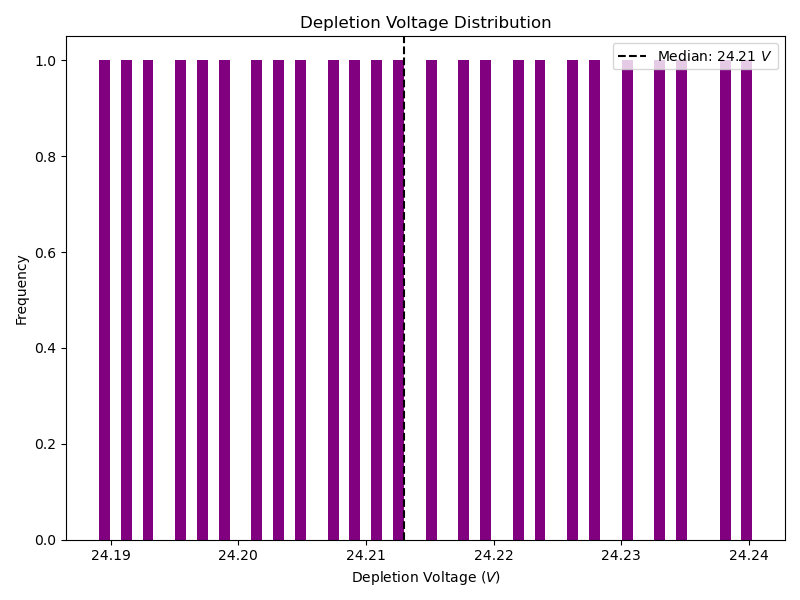 Depletion Voltage Distribution
Median: 24.21 V
1.0
0.8
0.6
0.4
0.2
0.0
Frequency
24.19 24.20 24.21 24.22 24.23 24.24
Depletion Voltage (V)